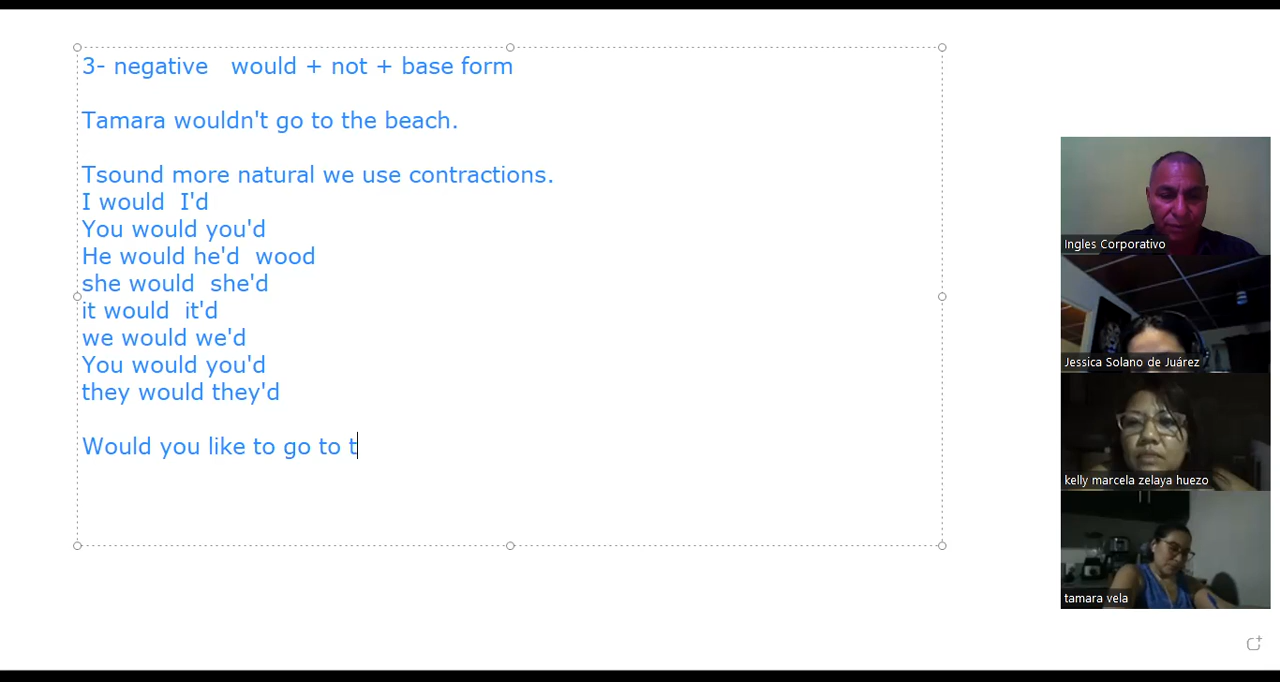 3- negative   would + not + base form
Tamara wouldn't go to the beach.
Tsound more natural we use contractions.
I would  I'd
You would you'd
He would he'd  wood
she would  she'd
it would  it'd
we would we'd
You would you'd
they would they'd
Would you like to go to t
Ingles Corporativo
Jessica Solano de Juárez
kelly marcela zelaya huezo
tamara vela